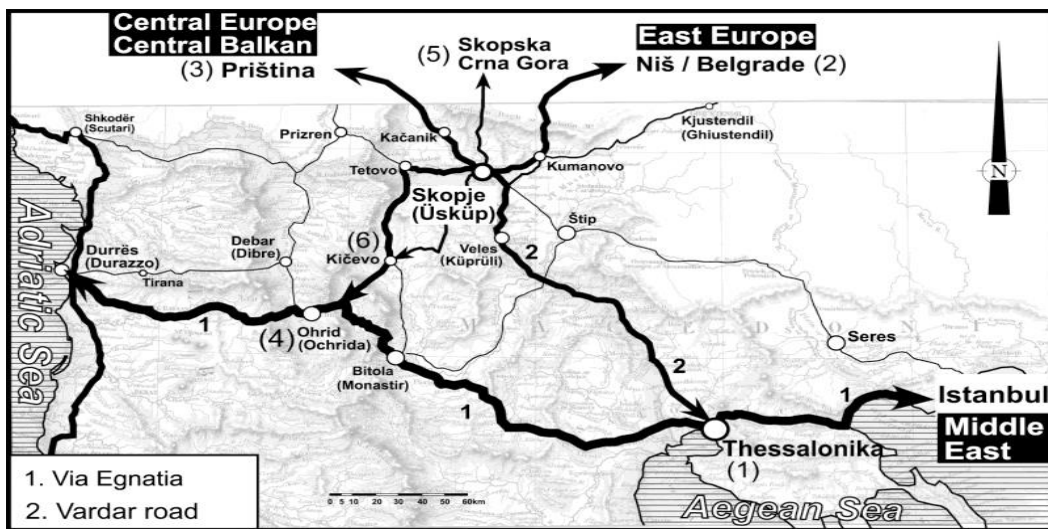 Central Europe
Central Balkan
(3) Priština
(5) Skopska
Crna Gora
East Europe
Niš / Belgrade (2)
Shkodër
(Scutari)
Prizren
Kačanik
Kjustendil
(Ghiustendil)
Tetovo
Kumanovo
N
Skopje
(Üsküp)
Štip
Adriatic Sea
Durrës
(Durazzo)
Debar
(Dibre)
(6)
Kičevo
Veles
(Küprüli)
2
Tirana
1
(4) Ohrid
(Ochrida)
MACEDONI
Seres
Bitola
(Monastir)
2
1
1
Istanbul
Middle
East
Thessalonika
(1)
1. Via Egnatia
2. Vardar road
0 5 10 20 30 40 50 60km
Aegean Sea